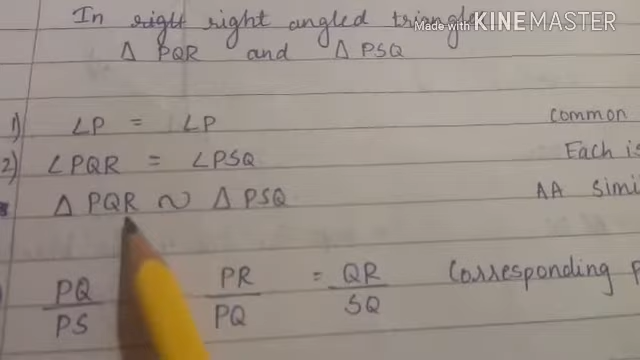 Made with KINEMASTER
In right angled triangle
Δ PQR and Δ PSQ
1) ∠P = ∠P common
2) ∠PQR = ∠PSQ Each is
Δ PQR ~ Δ PSQ AA simi
PQ/PS PR/PQ = QR/SQ Corresponding